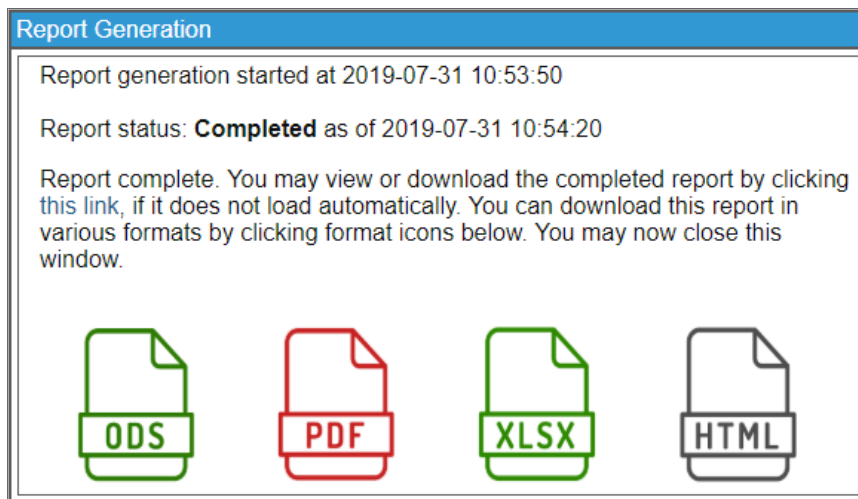 Report Generation
Report generation started at 2019-07-31 10:53:50
Report status: Completed as of 2019-07-31 10:54:20
Report complete. You may view or download the completed report by clicking
this link, if it does not load automatically. You can download this report in
various formats by clicking format icons below. You may now close this
window.
ODS PDF XLSX HTML